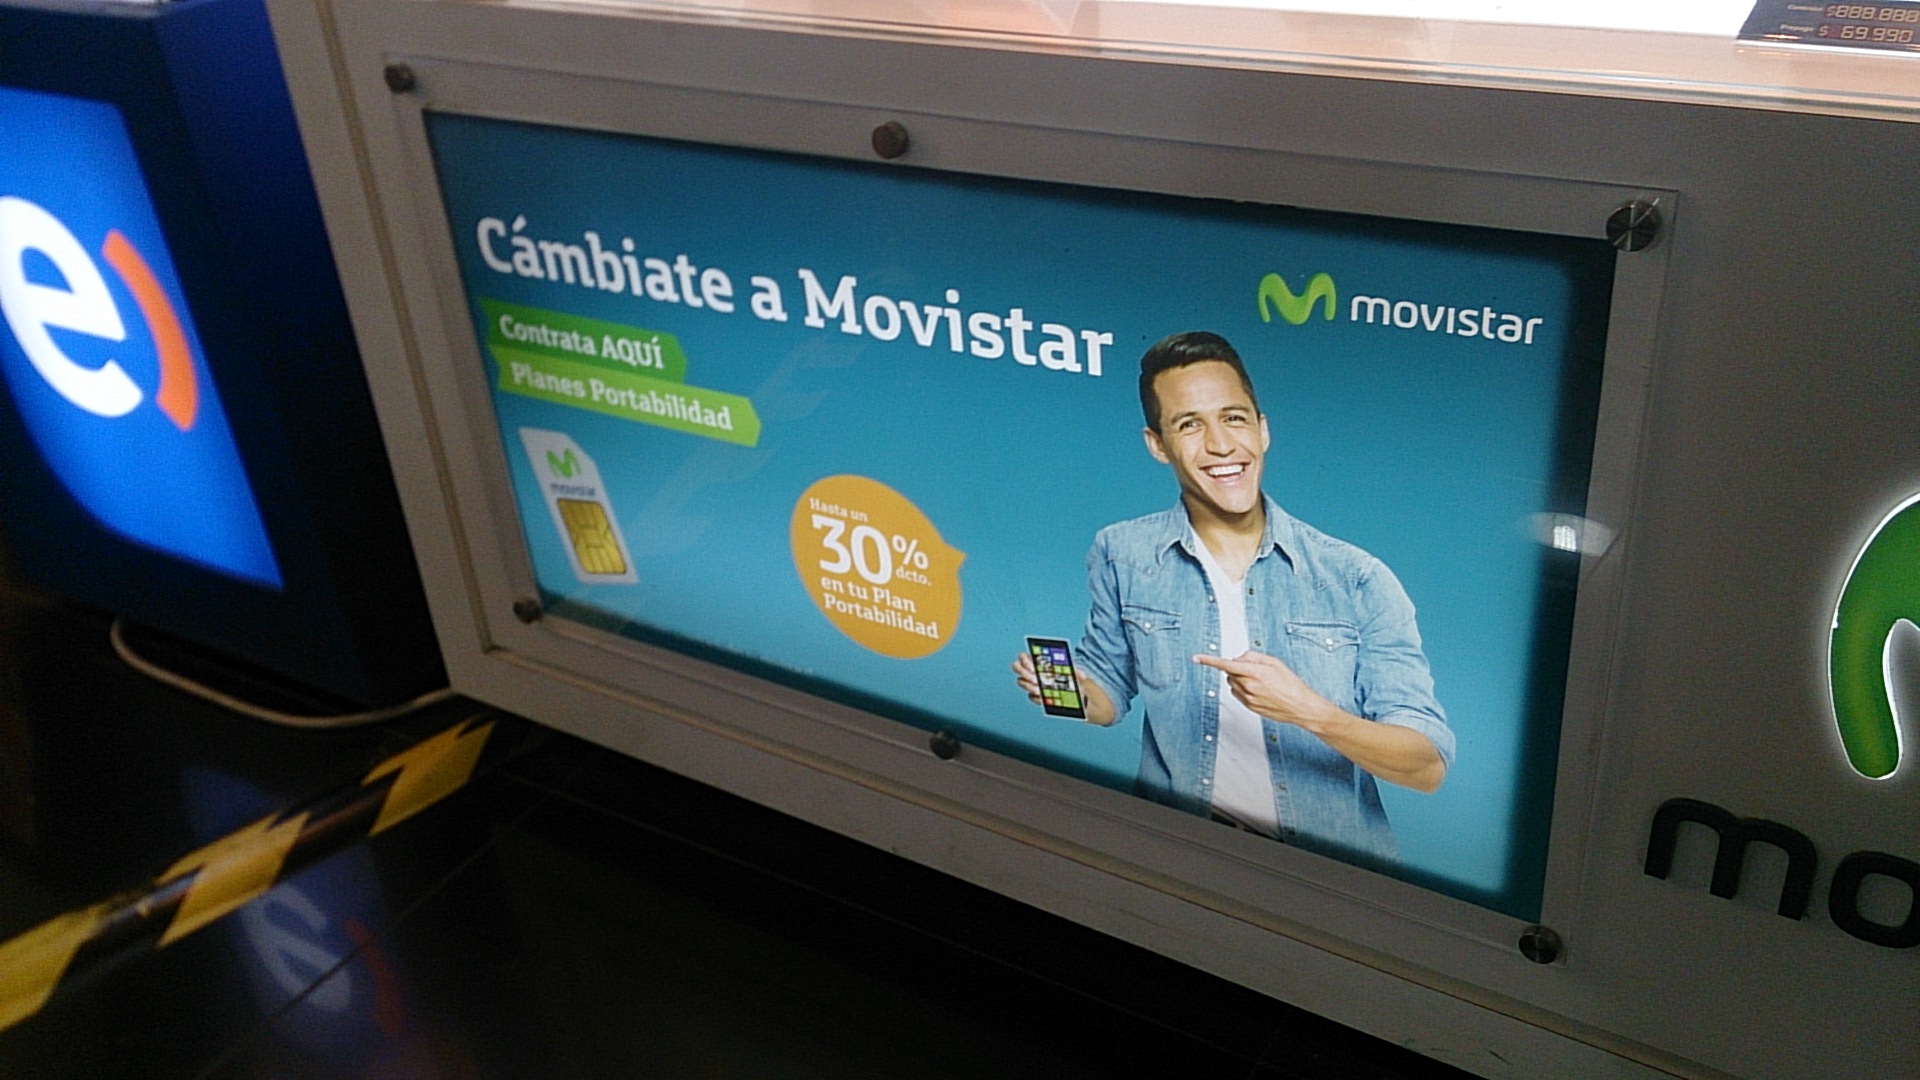 Cámbiate a Movistar
Contrata AQUÍ
Planes Portabilidad
movistar
Hasta un
30%
dcto.
en tu Plan
Portabilidad
movistar
e
$888.888
$69.990
mo